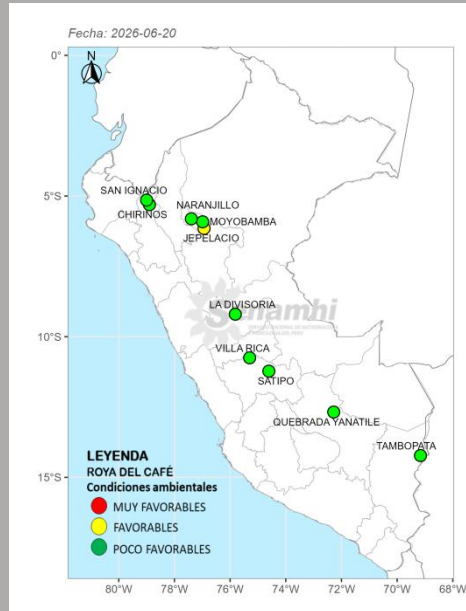 Fecha: 2026-06-20
N
0°
SAN IGNACIO
NARANJILLO
5°S
CHIRINOS
MOYOBAMBA
JEPELACIO
LA DIVISORIA
Senamhi
10°S
VILLA RICA
SATIPO
QUEBRADA YANATILE
TAMBOPATA
LEYENDA
15°S
ROYA DEL CAFÉ
Condiciones ambientales
MUY FAVORABLES
FAVORABLES
POCO FAVORABLES
80°W 78°W 76°W 74°W 72°W 70°W 68°W